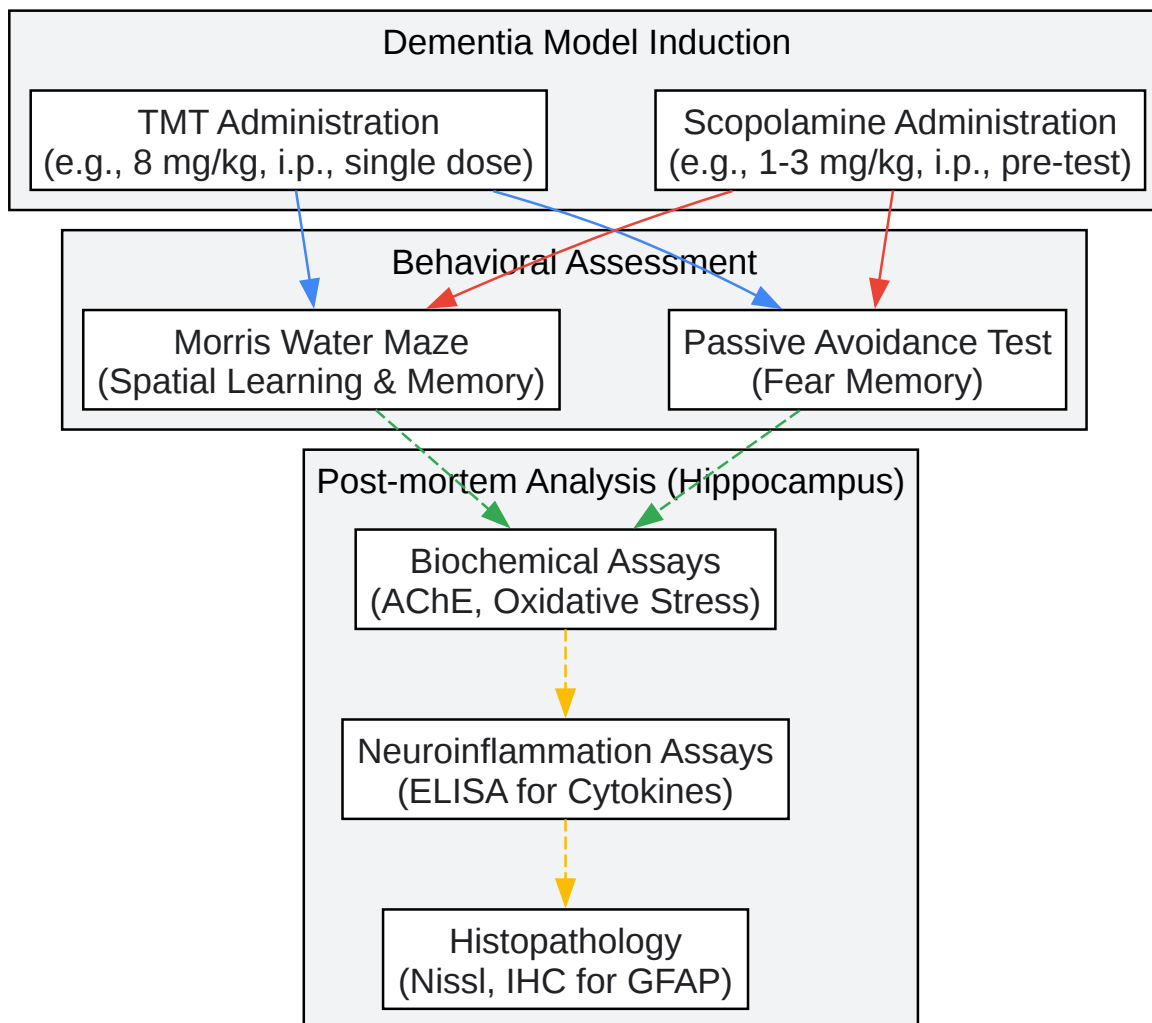 Dementia Model Induction
TMT Administration
(e.g., 8 mg/kg, i.p., single dose)
Scopolamine Administration
(e.g., 1-3 mg/kg, i.p., pre-test)
Behavioral Assessment
Morris Water Maze
(Spatial Learning & Memory)
Passive Avoidance Test
(Fear Memory)
Post-mortem Analysis (Hippocampus)
Biochemical Assays
(AChE, Oxidative Stress)
Neuroinflammation Assays
(ELISA for Cytokines)
Histopathology
(Nissl, IHC for GFAP)